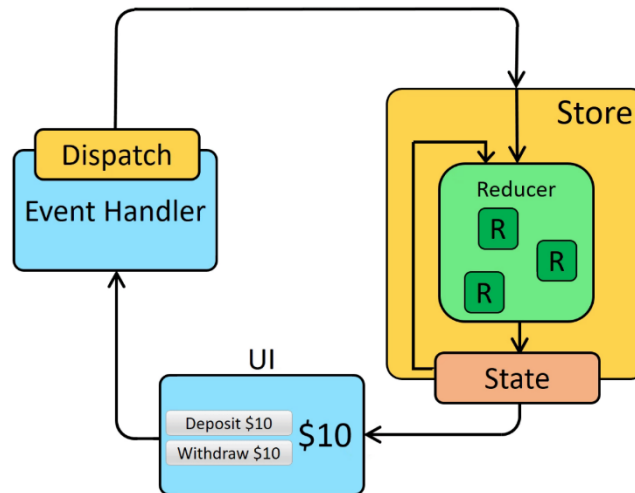 Store
Dispatch
Event Handler
Reducer
R
R
R
State
UI
Deposit $10
Withdraw $10
$10